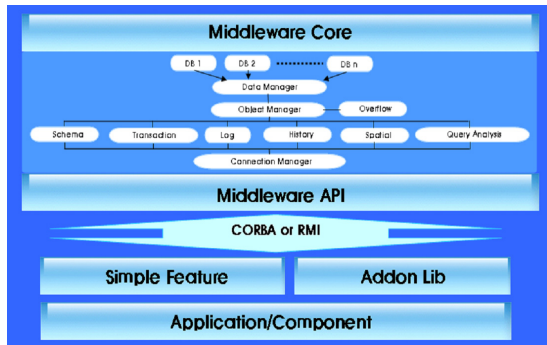 Middleware Core
DB 1 DB 2 ............ DB n
Data Manager
Object Manager Overflow
Schema Transaction Log History Spatial Query Analysis
Connection Manager
Middleware API
CORBA or RMI
Simple Feature Addon Lib
Application/Component